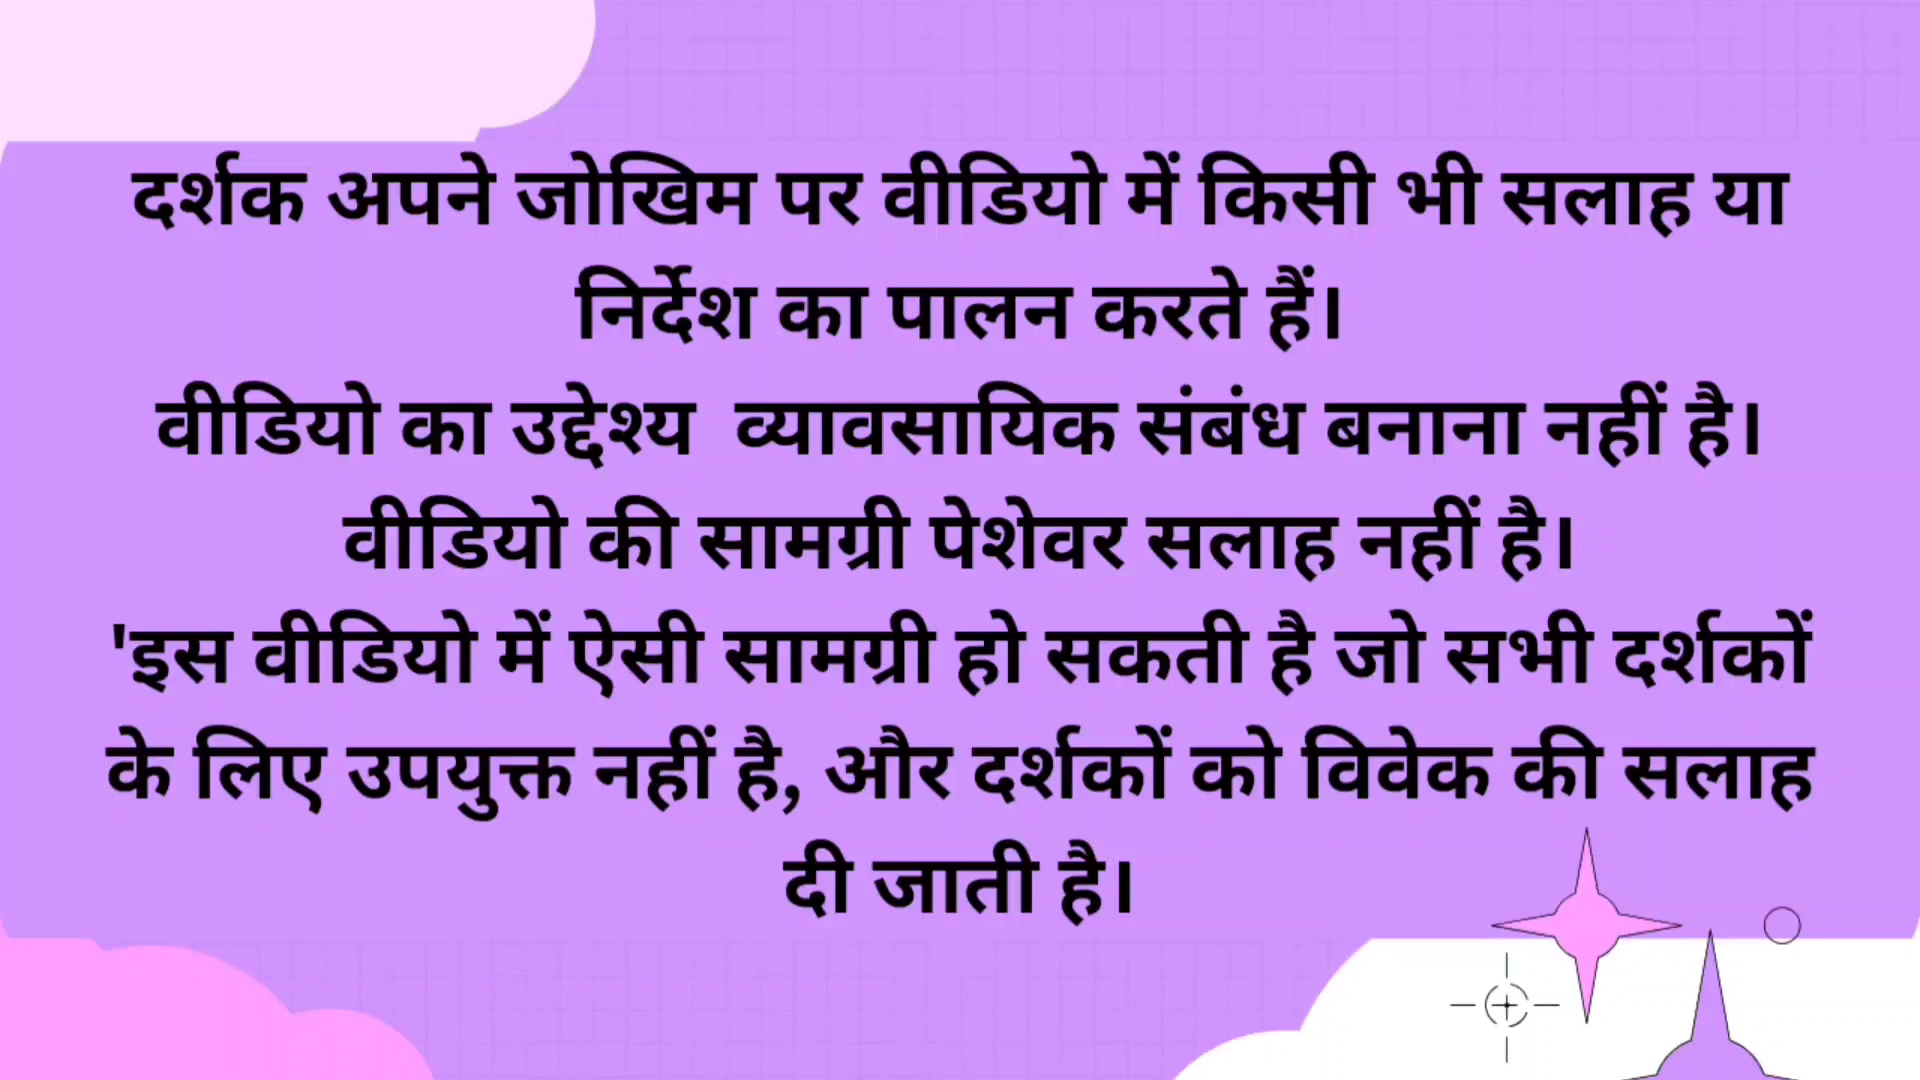 दर्शक अपने जोखिम पर वीडियो में किसी भी सलाह या
निर्देश का पालन करते हैं।
वीडियो का उद्देश्य व्यावसायिक संबंध बनाना नहीं है।
वीडियो की सामग्री पेशेवर सलाह नहीं है।
'इस वीडियो में ऐसी सामग्री हो सकती है जो सभी दर्शकों
के लिए उपयुक्त नहीं है, और दर्शकों को विवेक की सलाह
दी जाती है।